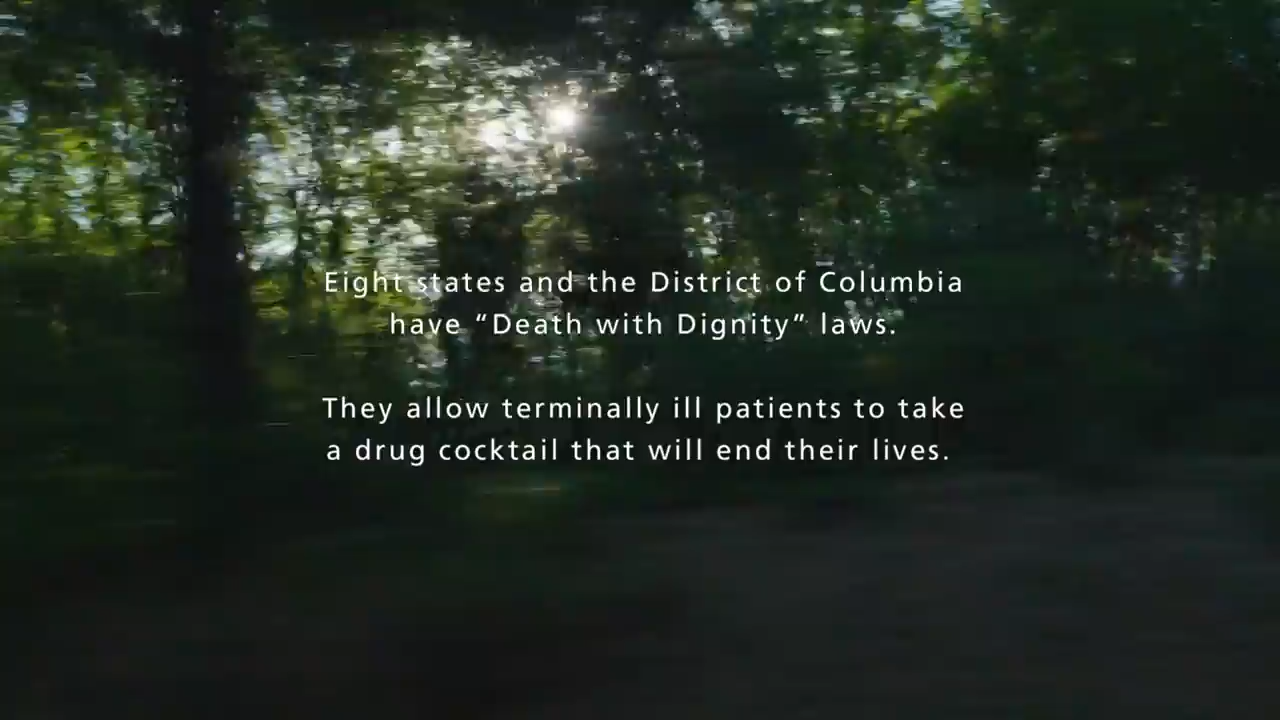 Eight states and the District of Columbia
have “Death with Dignity” laws.
They allow terminally ill patients to take
a drug cocktail that will end their lives.